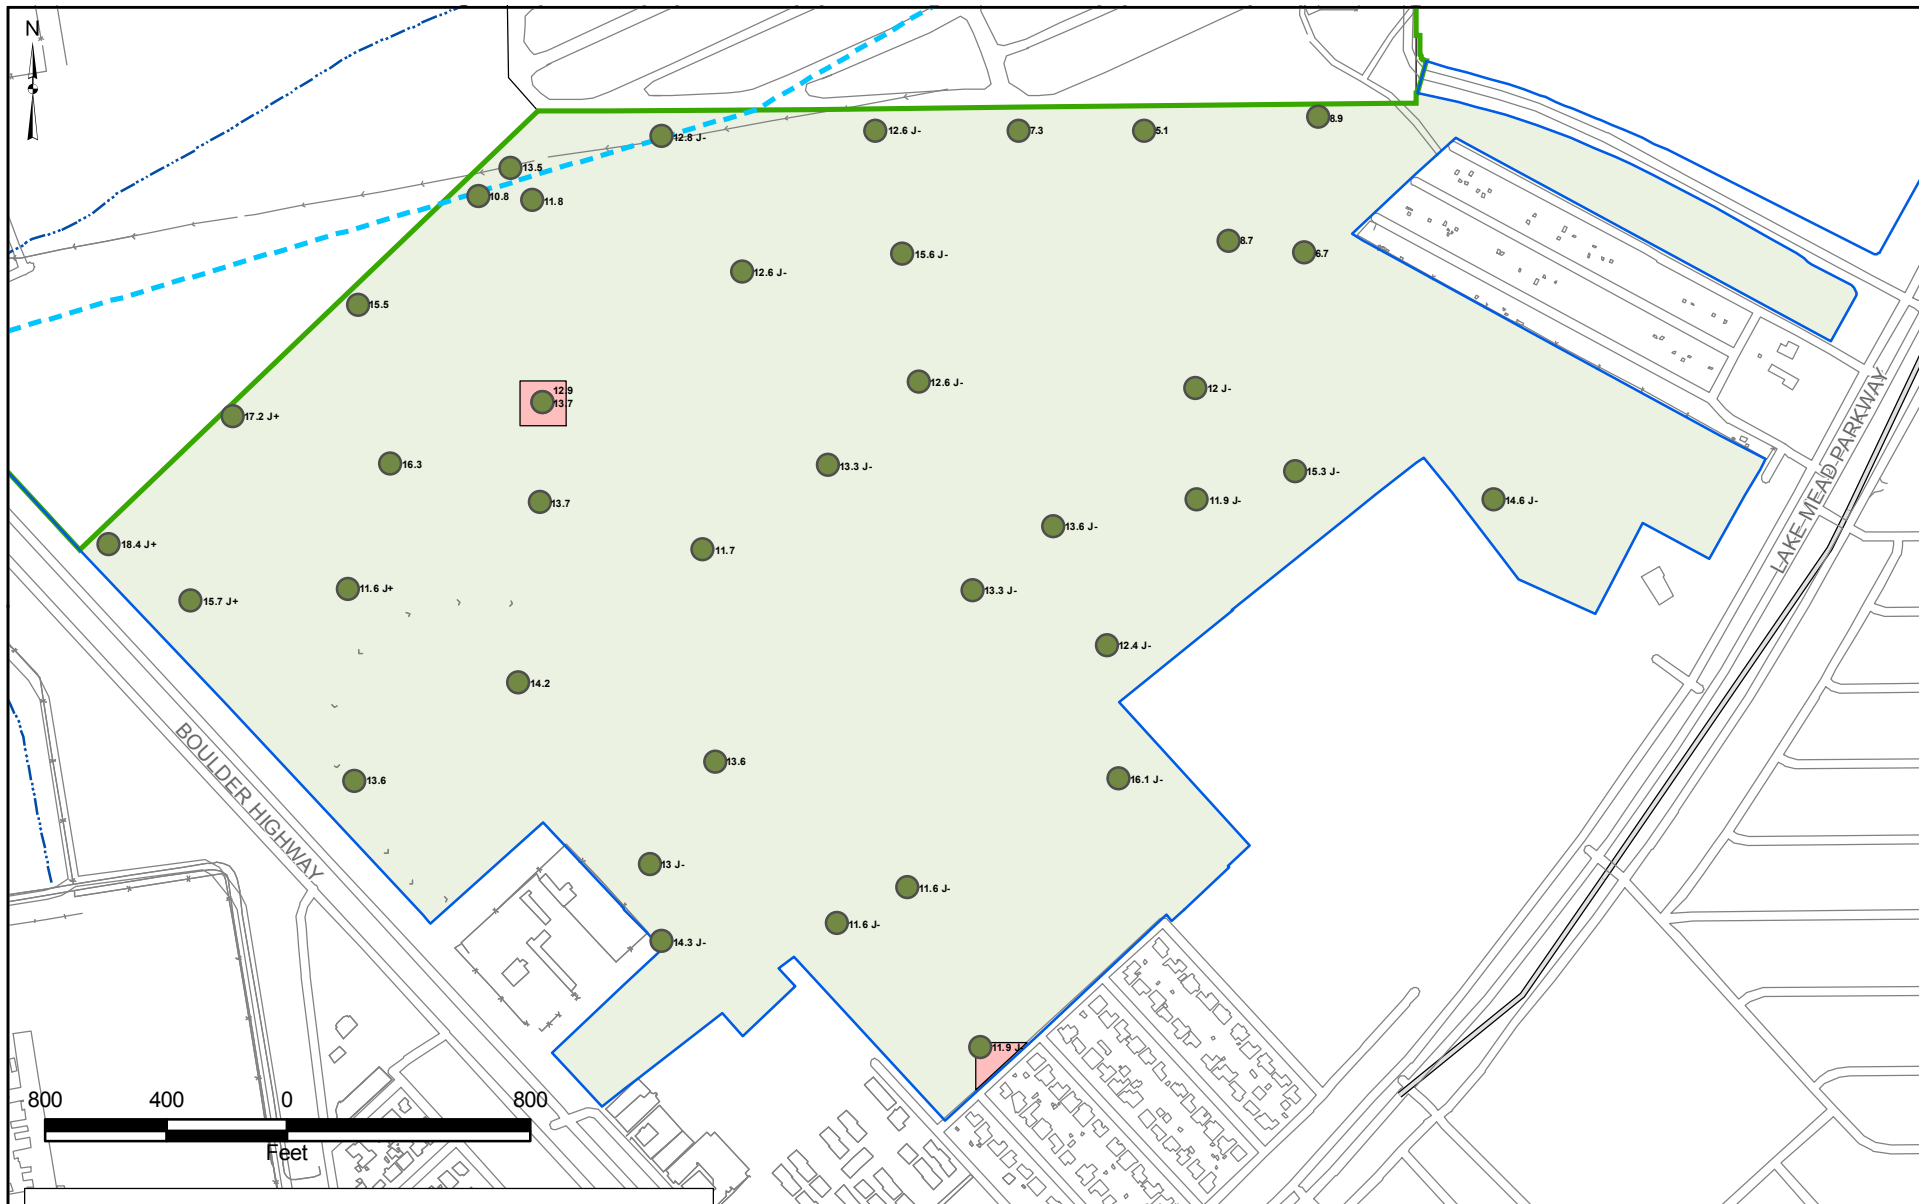 N
12.8 J-
12.6 J-
7.3
5.1
8.9
13.5
10.8
11.8
8.7
6.7
15.6 J-
12.6 J-
15.5
12.9
13.7
12.6 J-
12 J-
17.2 J+
16.3
13.3 J-
15.3 J-
13.7
11.9 J-
14.6 J-
LAKE MEAD PARKWAY
13.6 J-
18.4 J+
11.7
11.6 J+
13.3 J-
15.7 J+
12.4 J-
14.2
BOULDER HIGHWAY
13.6
13.6
16.1 J-
13 J-
11.6 J-
11.6 J-
14.3 J-
11.9 J-
800 400 0 800
Feet